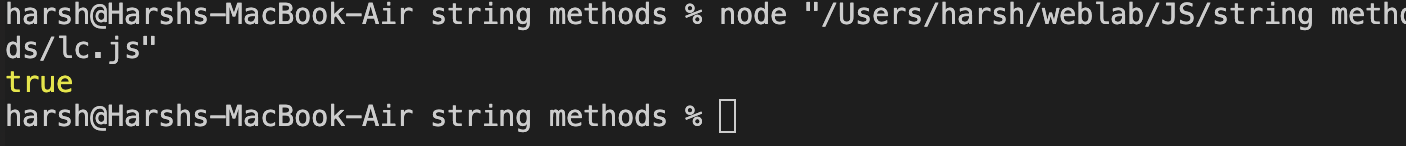 harsh@Harshs-MacBook-Air string methods % node "/Users/harsh/weblab/JS/string metho
ds/lc.js"
true
harsh@Harshs-MacBook-Air string methods %